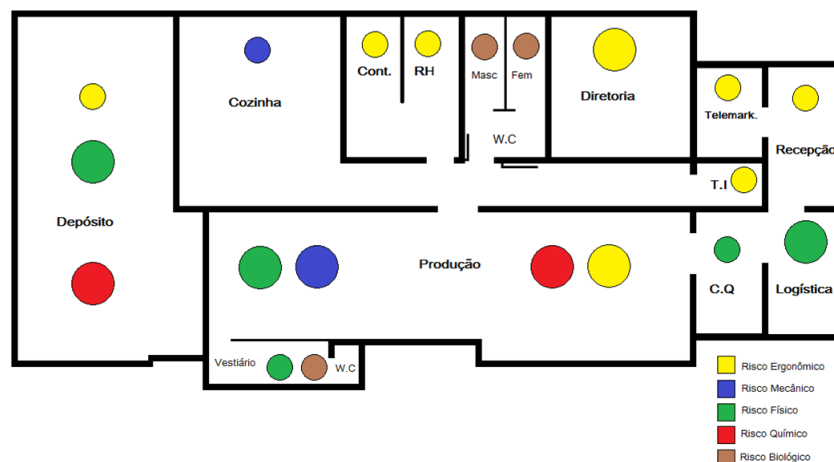 Cont.
RH
Masc
Fem
Cozinha
Diretoria
Telemark.
W.C
Recepção
T.I
Depósito
Produção
C.Q
Logística
Vestiário
W.C
Risco Ergonômico
Risco Mecânico
Risco Físico
Risco Químico
Risco Biológico